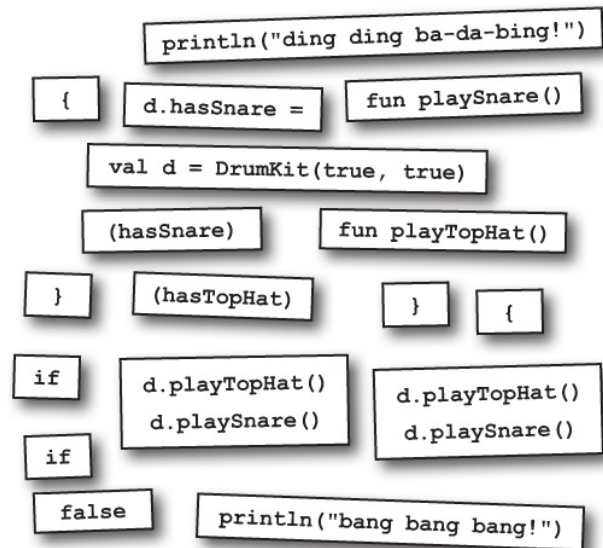 println("ding ding ba-da-bing!")
{ d.hasSnare = fun playSnare()
val d = DrumKit(true, true)
(hasSnare) fun playTopHat()
} (hasTopHat) } {
if
d.playTopHat()
d.playSnare()
d.playTopHat()
d.playSnare()
if
false println("bang bang bang!")